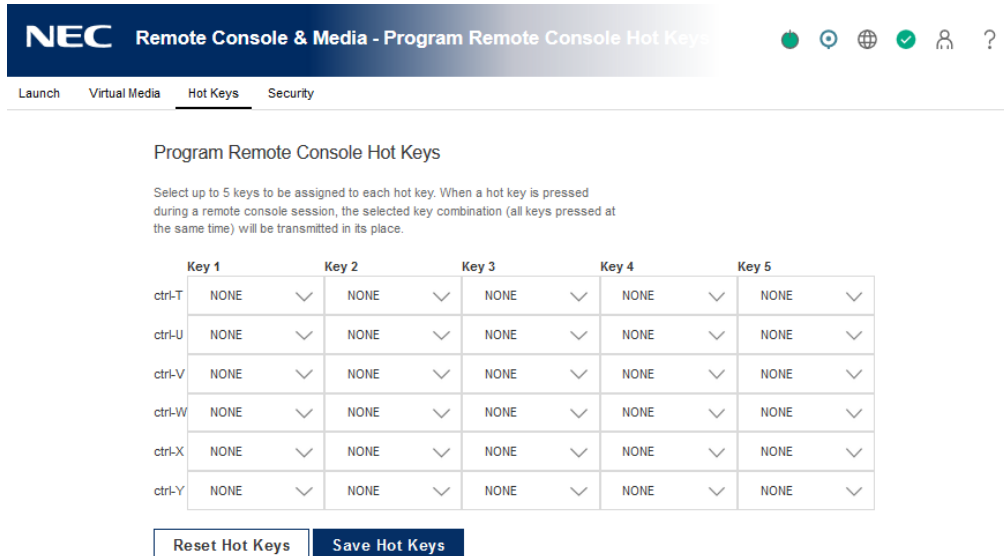 NEC Remote Console & Media - Program Remote Console Hot Keys
Launch Virtual Media Hot Keys Security
Program Remote Console Hot Keys
Select up to 5 keys to be assigned to each hot key. When a hot key is pressed
during a remote console session, the selected key combination (all keys pressed at
the same time) will be transmitted in its place.
Key 1 Key 2 Key 3 Key 4 Key 5
ctrl-T NONE NONE NONE NONE NONE
ctrl-U NONE NONE NONE NONE NONE
ctrl-V NONE NONE NONE NONE NONE
ctrl-W NONE NONE NONE NONE NONE
ctrl-X NONE NONE NONE NONE NONE
ctrl-Y NONE NONE NONE NONE NONE
Reset Hot Keys Save Hot Keys